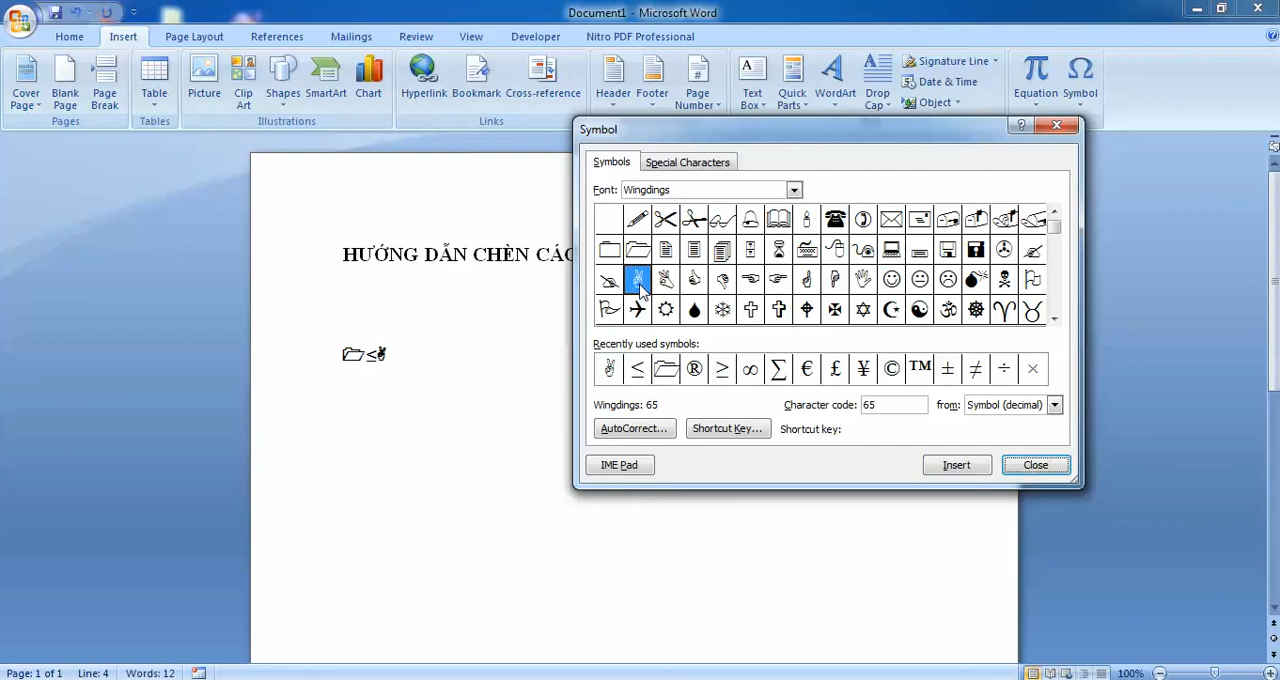 Document1 - Microsoft Word
Home Insert Page Layout References Mailings Review View Developer Nitro PDF Professional
Cover Page Blank Page Page Break Table Picture Clip Art Shapes SmartArt Chart Hyperlink Bookmark Cross-reference Header Footer Page Number Text Box Quick Parts WordArt Drop Cap Signature Line Date & Time Object Equation Symbol
Pages Tables Illustrations Links
Symbol
Symbols Special Characters
Font: Wingdings
HƯỚNG DẪN CHÈN CÁC
🗁≤✌
Recently used symbols:
✌ ≤ 🗁 ® ≥ ∞ ∑ € £ ¥ © ™ ± ≠ ÷ ×
Wingdings: 65 Character code: 65 from: Symbol (decimal)
AutoCorrect... Shortcut Key... Shortcut key:
IME Pad Insert Close
Page: 1 of 1 Line: 4 Words: 12 100%